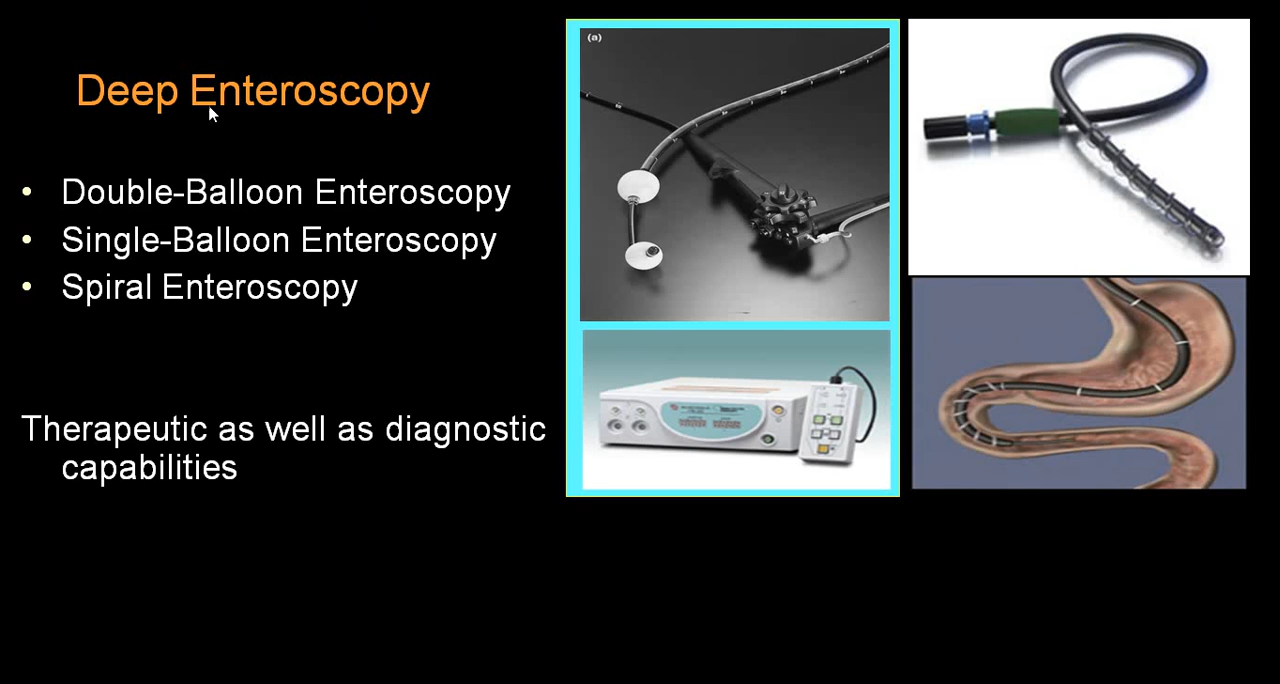 Deep Enteroscopy
• Double-Balloon Enteroscopy
• Single-Balloon Enteroscopy
• Spiral Enteroscopy
Therapeutic as well as diagnostic
capabilities
(a)